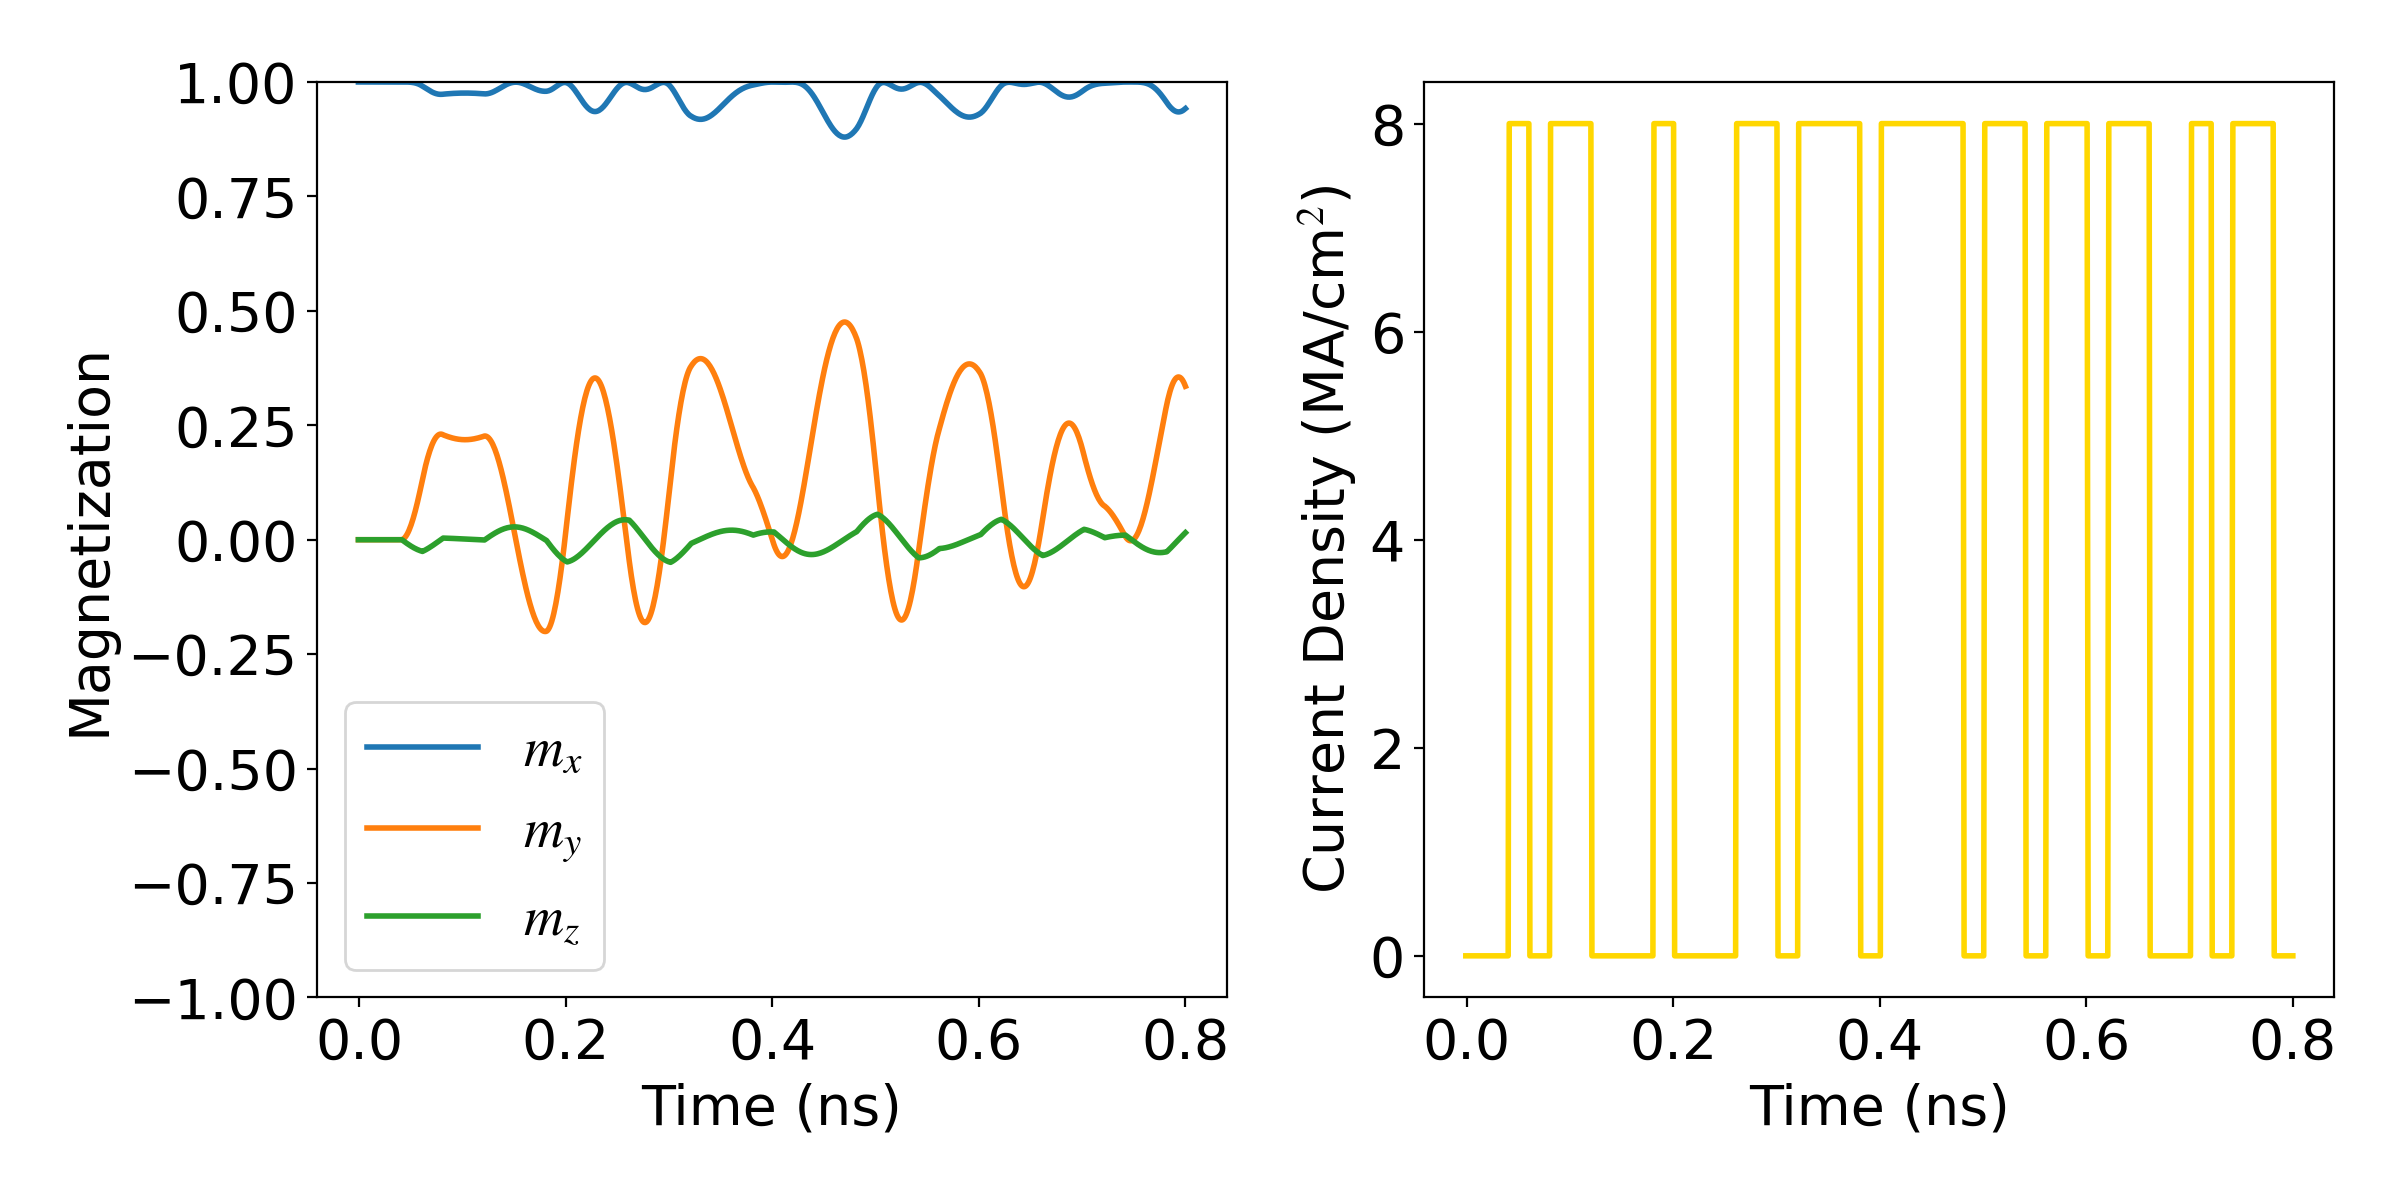 1.00
0.75
0.50
0.25
0.00
−0.25
−0.50
−0.75
−1.00
Magnetization
m_x
m_y
m_z
0.0 0.2 0.4 0.6 0.8
Time (ns)
8
6
4
2
0
Current Density (MA/cm²)
0.0 0.2 0.4 0.6 0.8
Time (ns)